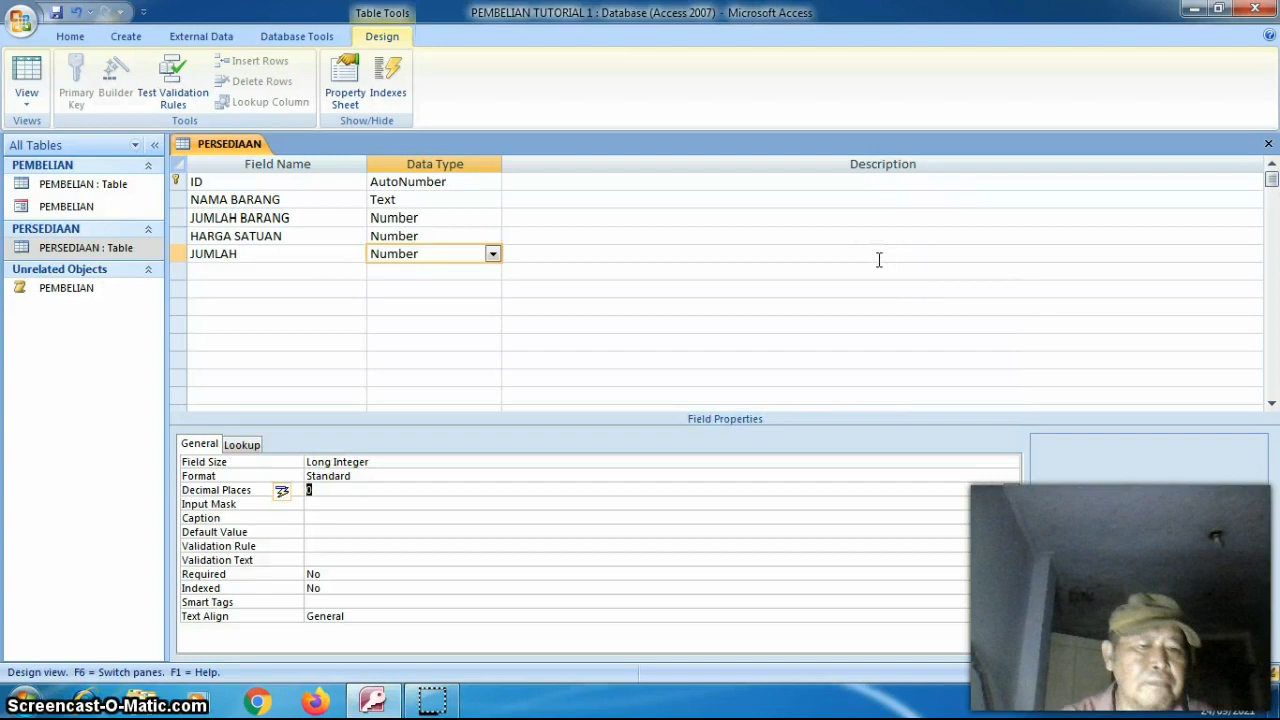 Table Tools
PEMBELIAN TUTORIAL 1 : Database (Access 2007) - Microsoft Access
Home
Create
External Data
Database Tools
Design
View
Primary Key
Builder
Test Validation Rules
Insert Rows
Delete Rows
Lookup Column
Property Sheet
Indexes
Views
Tools
Show/Hide
All Tables
PEMBELIAN
PEMBELIAN : Table
PEMBELIAN
PERSEDIAAN
PERSEDIAAN : Table
Unrelated Objects
PEMBELIAN
PERSEDIAAN
Field Name Data Type Description
ID AutoNumber
NAMA BARANG Text
JUMLAH BARANG Number
HARGA SATUAN Number
JUMLAH Number
Field Properties
General Lookup
Field Size Long Integer
Format Standard
Decimal Places 0
Input Mask
Caption
Default Value
Validation Rule
Validation Text
Required No
Indexed No
Smart Tags
Text Align General
Design view. F6 = Switch panes. F1 = Help.
Screencast-O-Matic.com
24/09/2021